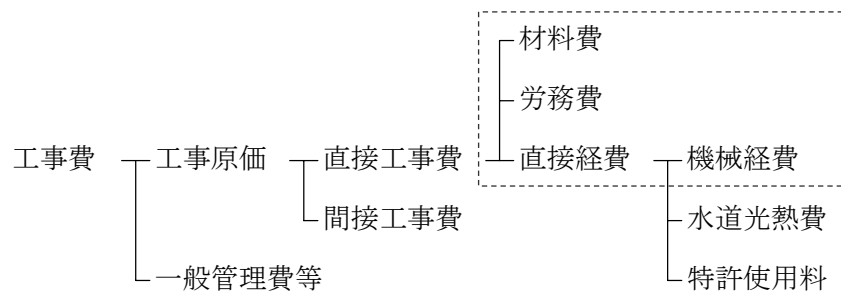 材料費
労務費
工事費 工事原価 直接工事費 直接経費 機械経費
間接工事費 水道光熱費
一般管理費等 特許使用料